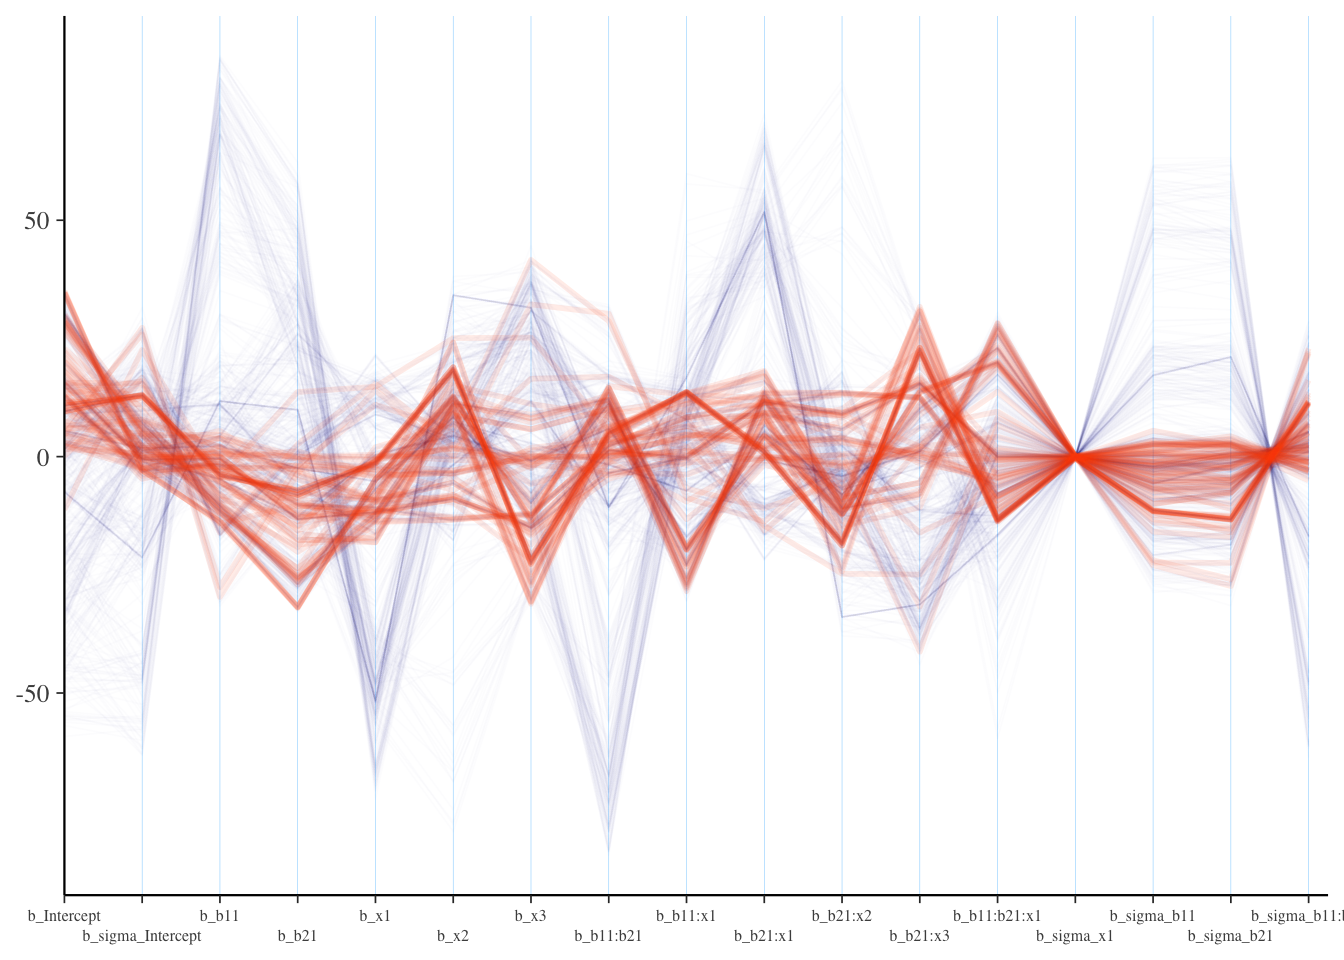 50
0
-50
b_Intercept b_b11 b_x1 b_x3 b_b11:x1 b_b21:x2 b_b11:b21:x1 b_sigma_b11
b_sigma_Intercept b_b21 b_x2 b_b11:b21 b_b21:x1 b_b21:x3 b_sigma_x1 b_sigma_b21